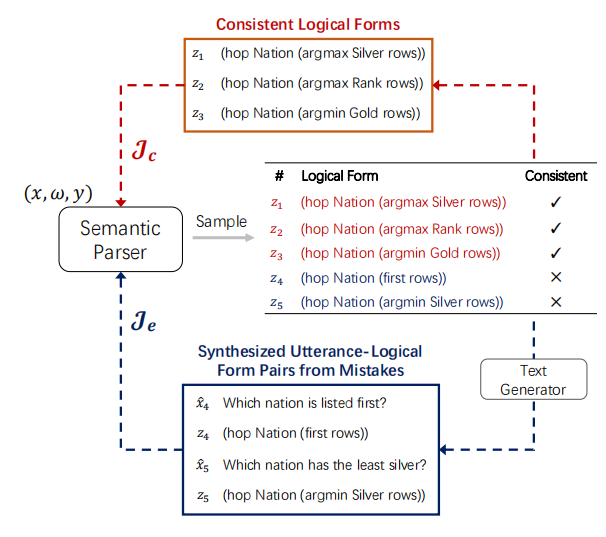 Consistent Logical Forms
z₁ (hop Nation (argmax Silver rows))
z₂ (hop Nation (argmax Rank rows))
z₃ (hop Nation (argmin Gold rows))
𝓙c
(x, ω, y)
Semantic
Parser
Sample
# Logical Form Consistent
z₁ (hop Nation (argmax Silver rows)) ✓
z₂ (hop Nation (argmax Rank rows)) ✓
z₃ (hop Nation (argmin Gold rows)) ✓
z₄ (hop Nation (first rows)) ×
z₅ (hop Nation (argmin Silver rows)) ×
𝓙e
Text
Generator
Synthesized Utterance-Logical
Form Pairs from Mistakes
x̂₄ Which nation is listed first?
z₄ (hop Nation (first rows))
x̂₅ Which nation has the least silver?
z₅ (hop Nation (argmin Silver rows))